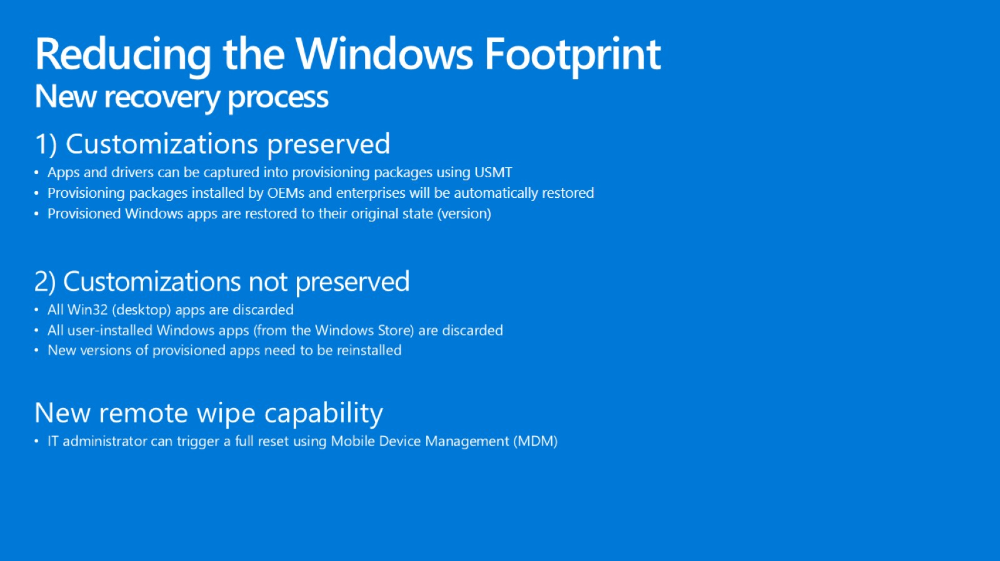 Reducing the Windows Footprint
New recovery process
1) Customizations preserved
• Apps and drivers can be captured into provisioning packages using USMT
• Provisioning packages installed by OEMs and enterprises will be automatically restored
• Provisioned Windows apps are restored to their original state (version)
2) Customizations not preserved
• All Win32 (desktop) apps are discarded
• All user-installed Windows apps (from the Windows Store) are discarded
• New versions of provisioned apps need to be reinstalled
New remote wipe capability
• IT administrator can trigger a full reset using Mobile Device Management (MDM)